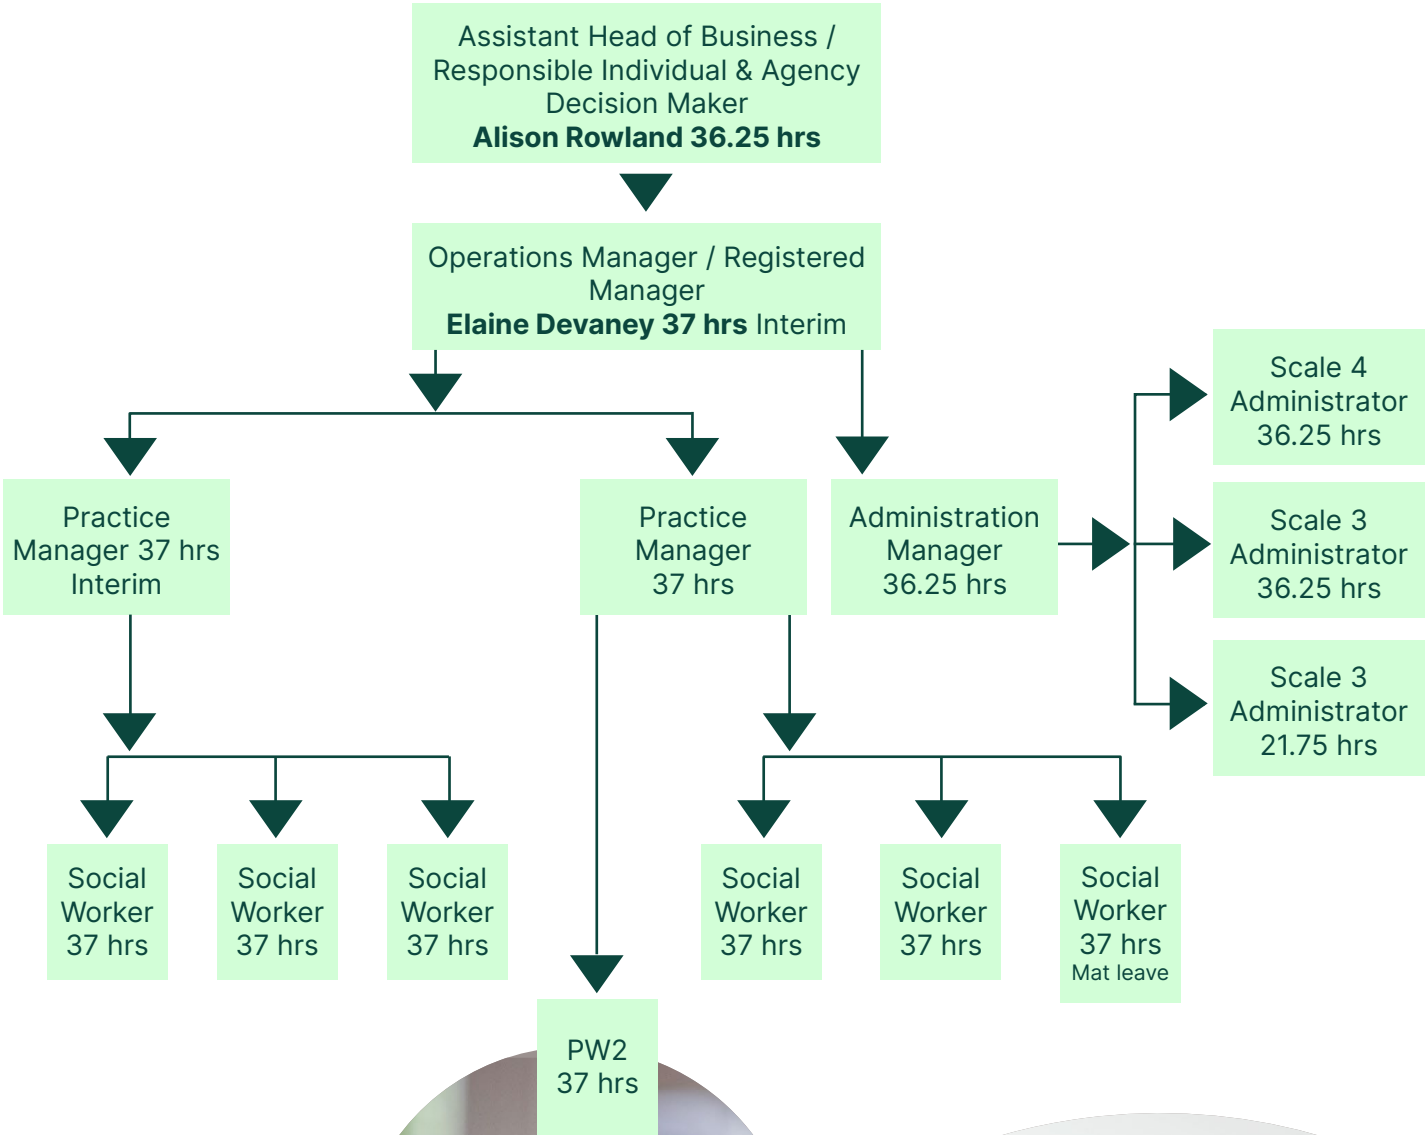 Assistant Head of Business /
Responsible Individual & Agency
Decision Maker
Alison Rowland 36.25 hrs
Operations Manager / Registered
Manager
Elaine Devaney 37 hrs Interim
Practice
Manager 37 hrs
Interim
Practice
Manager
37 hrs
Administration
Manager
36.25 hrs
Scale 4
Administrator
36.25 hrs
Scale 3
Administrator
36.25 hrs
Scale 3
Administrator
21.75 hrs
Social
Worker
37 hrs
Social
Worker
37 hrs
Social
Worker
37 hrs
Social
Worker
37 hrs
Social
Worker
37 hrs
Social
Worker
37 hrs
Mat leave
PW2
37 hrs